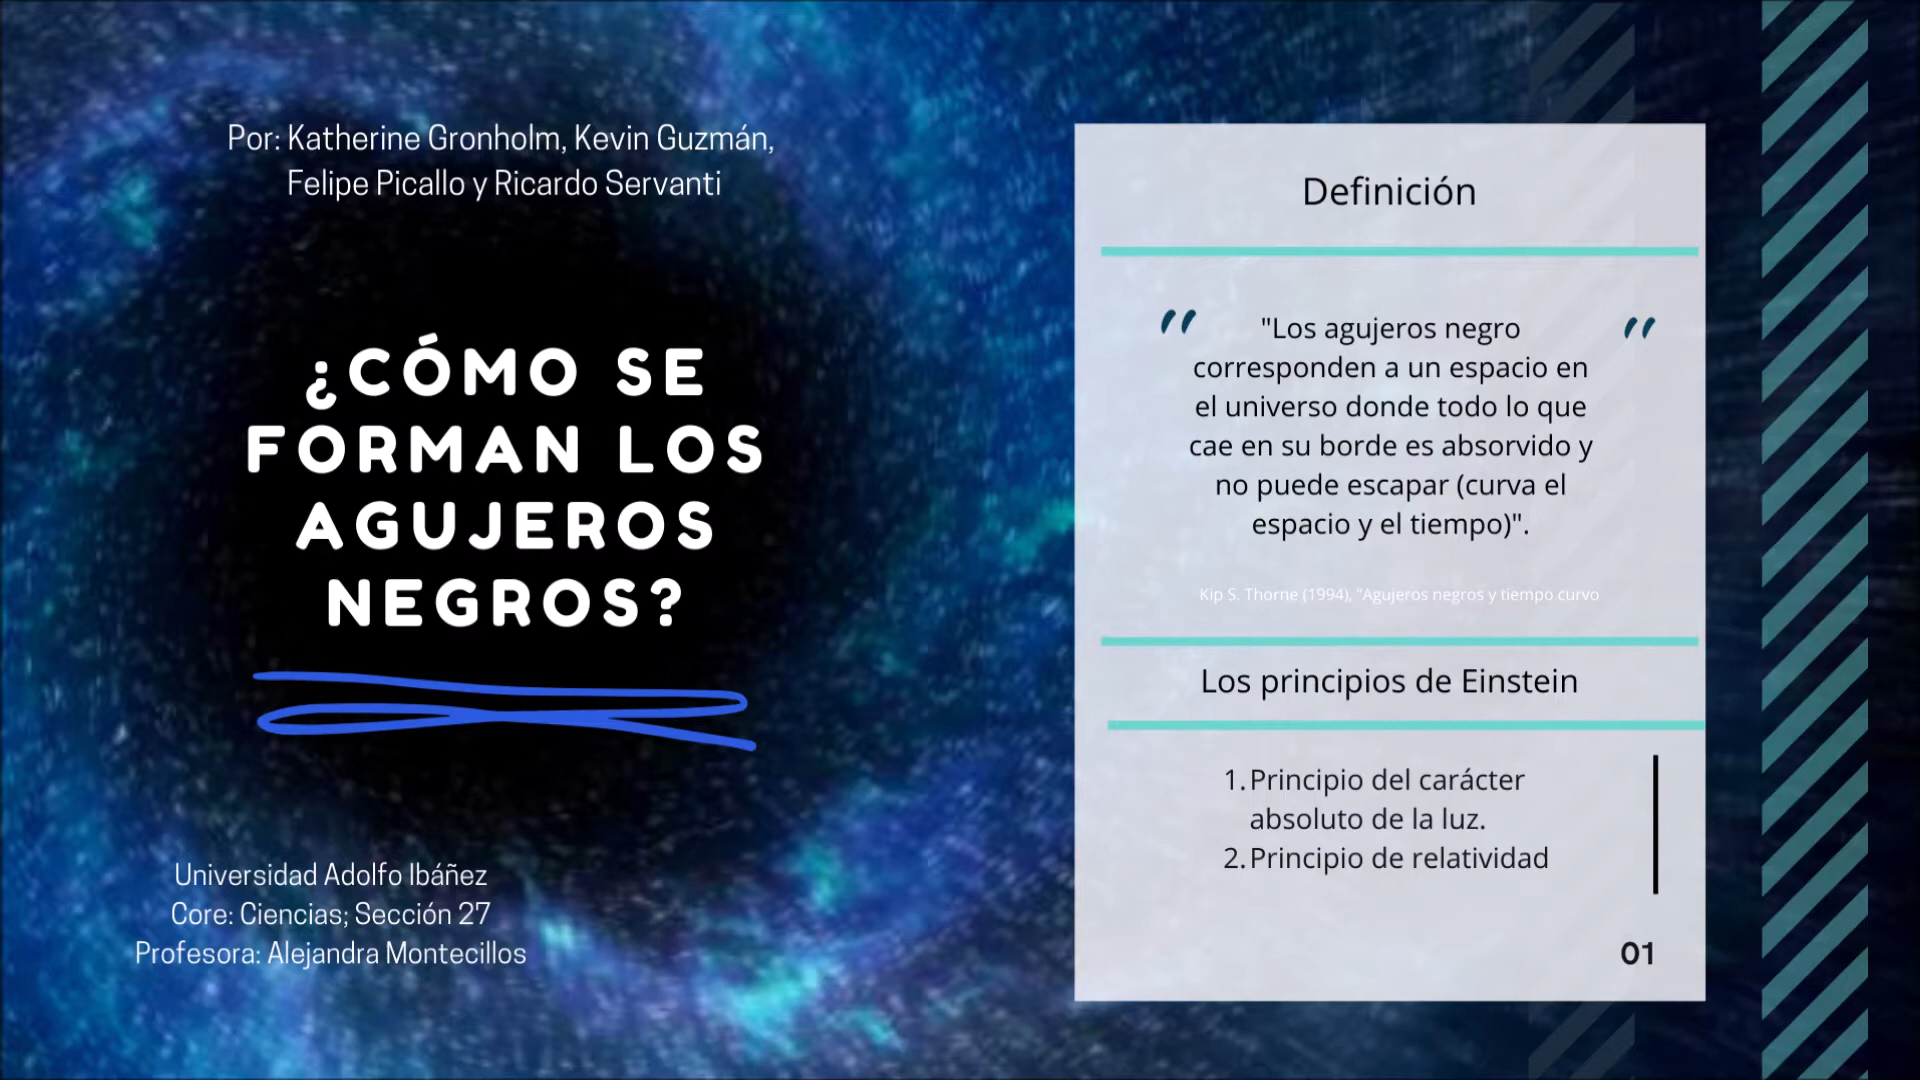 Por: Katherine Gronholm, Kevin Guzmán,
Felipe Picallo y Ricardo Servanti
¿CÓMO SE
FORMAN LOS
AGUJEROS
NEGROS?
Universidad Adolfo Ibáñez
Core: Ciencias; Sección 27
Profesora: Alejandra Montecillos
Definición
"Los agujeros negro
corresponden a un espacio en
el universo donde todo lo que
cae en su borde es absorvido y
no puede escapar (curva el
espacio y el tiempo)".
Kip S. Thorne (1994), "Agujeros negros y tiempo curvo
Los principios de Einstein
1. Principio del carácter
absoluto de la luz.
2. Principio de relatividad
01